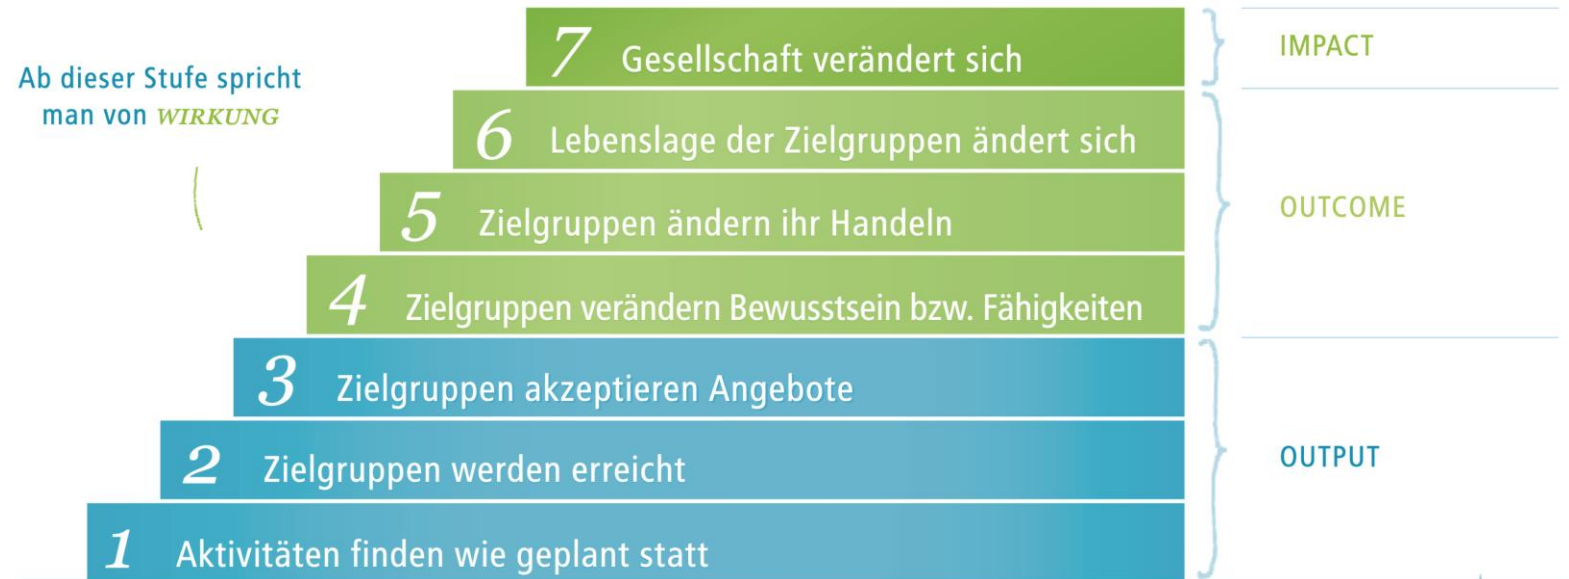 Ab dieser Stufe spricht
man von WIRKUNG
7 Gesellschaft verändert sich
IMPACT
6 Lebenslage der Zielgruppen ändert sich
5 Zielgruppen ändern ihr Handeln
OUTCOME
4 Zielgruppen verändern Bewusstsein bzw. Fähigkeiten
3 Zielgruppen akzeptieren Angebote
2 Zielgruppen werden erreicht
OUTPUT
1 Aktivitäten finden wie geplant statt